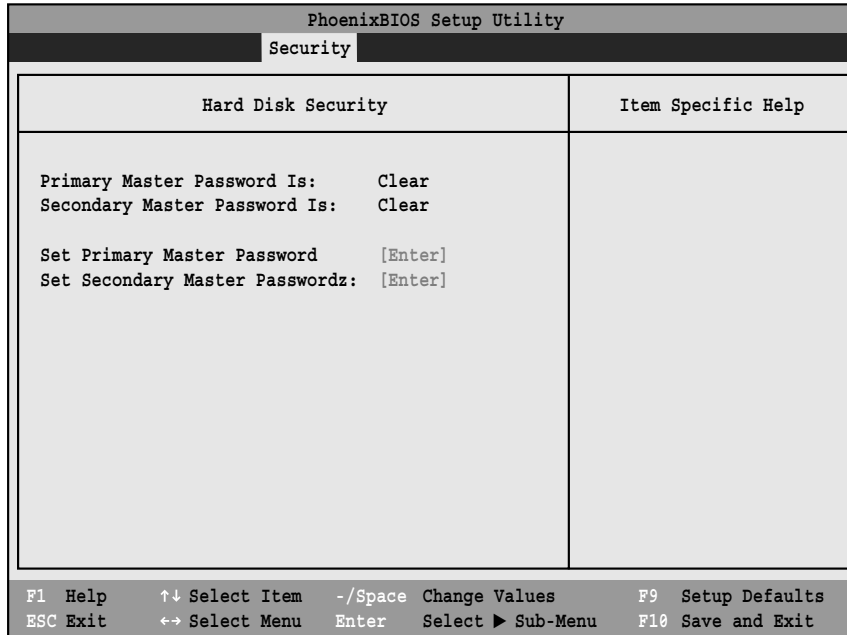 PhoenixBIOS Setup Utility
Security
Hard Disk Security
Item Specific Help
Primary Master Password Is: Clear
Secondary Master Password Is: Clear
Set Primary Master Password [Enter]
Set Secondary Master Passwordz: [Enter]
F1 Help ↑↓ Select Item -/Space Change Values F9 Setup Defaults
ESC Exit ←→ Select Menu Enter Select ▶ Sub-Menu F10 Save and Exit